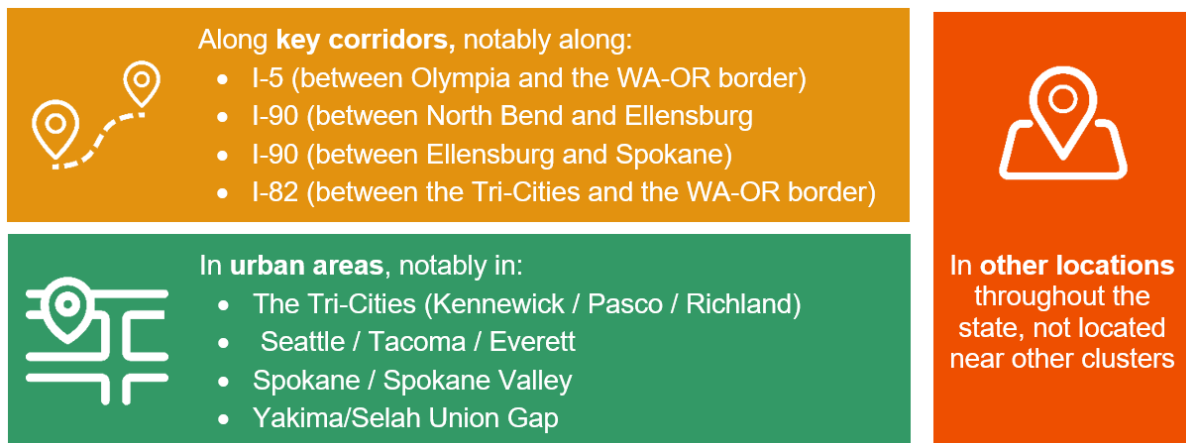 Along key corridors, notably along:
• I-5 (between Olympia and the WA-OR border)
• I-90 (between North Bend and Ellensburg
• I-90 (between Ellensburg and Spokane)
• I-82 (between the Tri-Cities and the WA-OR border)
In urban areas, notably in:
• The Tri-Cities (Kennewick / Pasco / Richland)
• Seattle / Tacoma / Everett
• Spokane / Spokane Valley
• Yakima/Selah Union Gap
In other locations
throughout the
state, not located
near other clusters